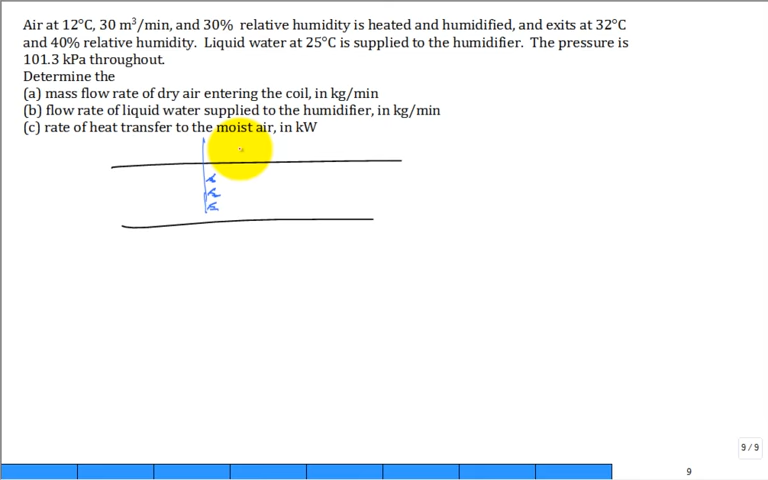 Air at 12°C, 30 m³/min, and 30% relative humidity is heated and humidified, and exits at 32°C
and 40% relative humidity. Liquid water at 25°C is supplied to the humidifier. The pressure is
101.3 kPa throughout.
Determine the
(a) mass flow rate of dry air entering the coil, in kg/min
(b) flow rate of liquid water supplied to the humidifier, in kg/min
(c) rate of heat transfer to the moist air, in kW
9 / 9
9